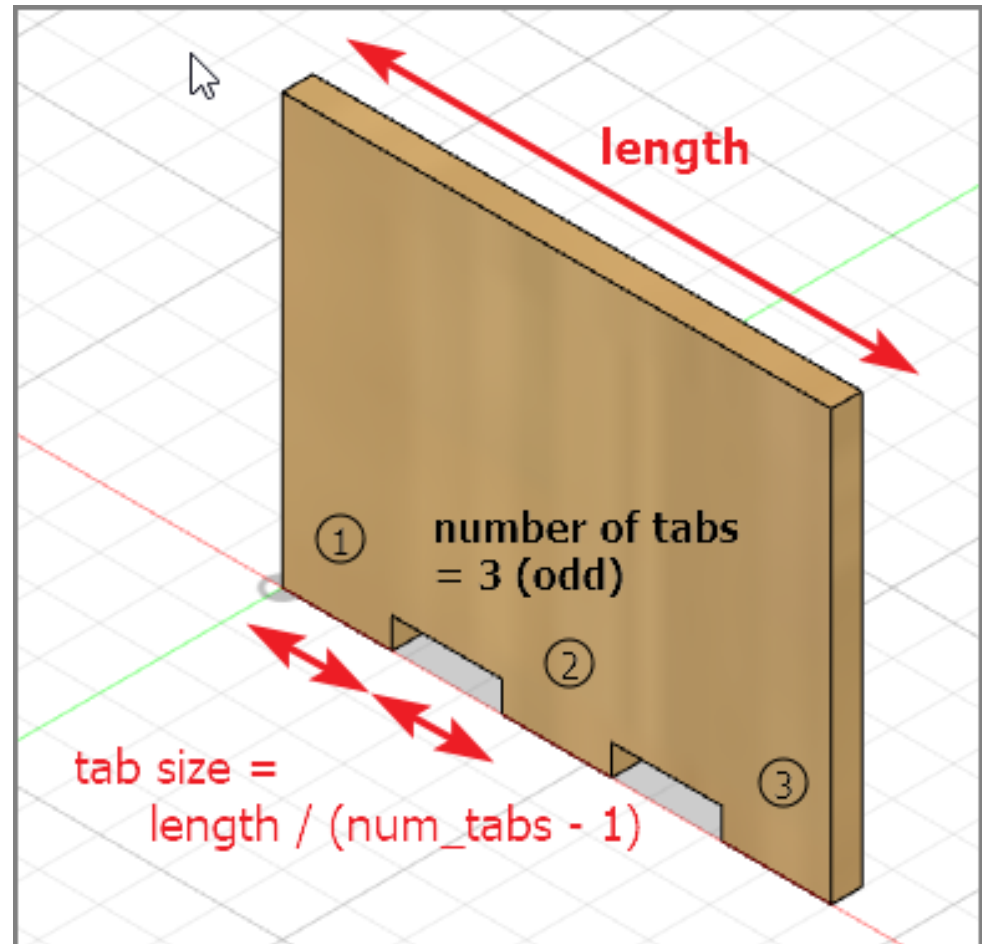 length
number of tabs
= 3 (odd)
①
②
③
tab size =
length / (num_tabs - 1)